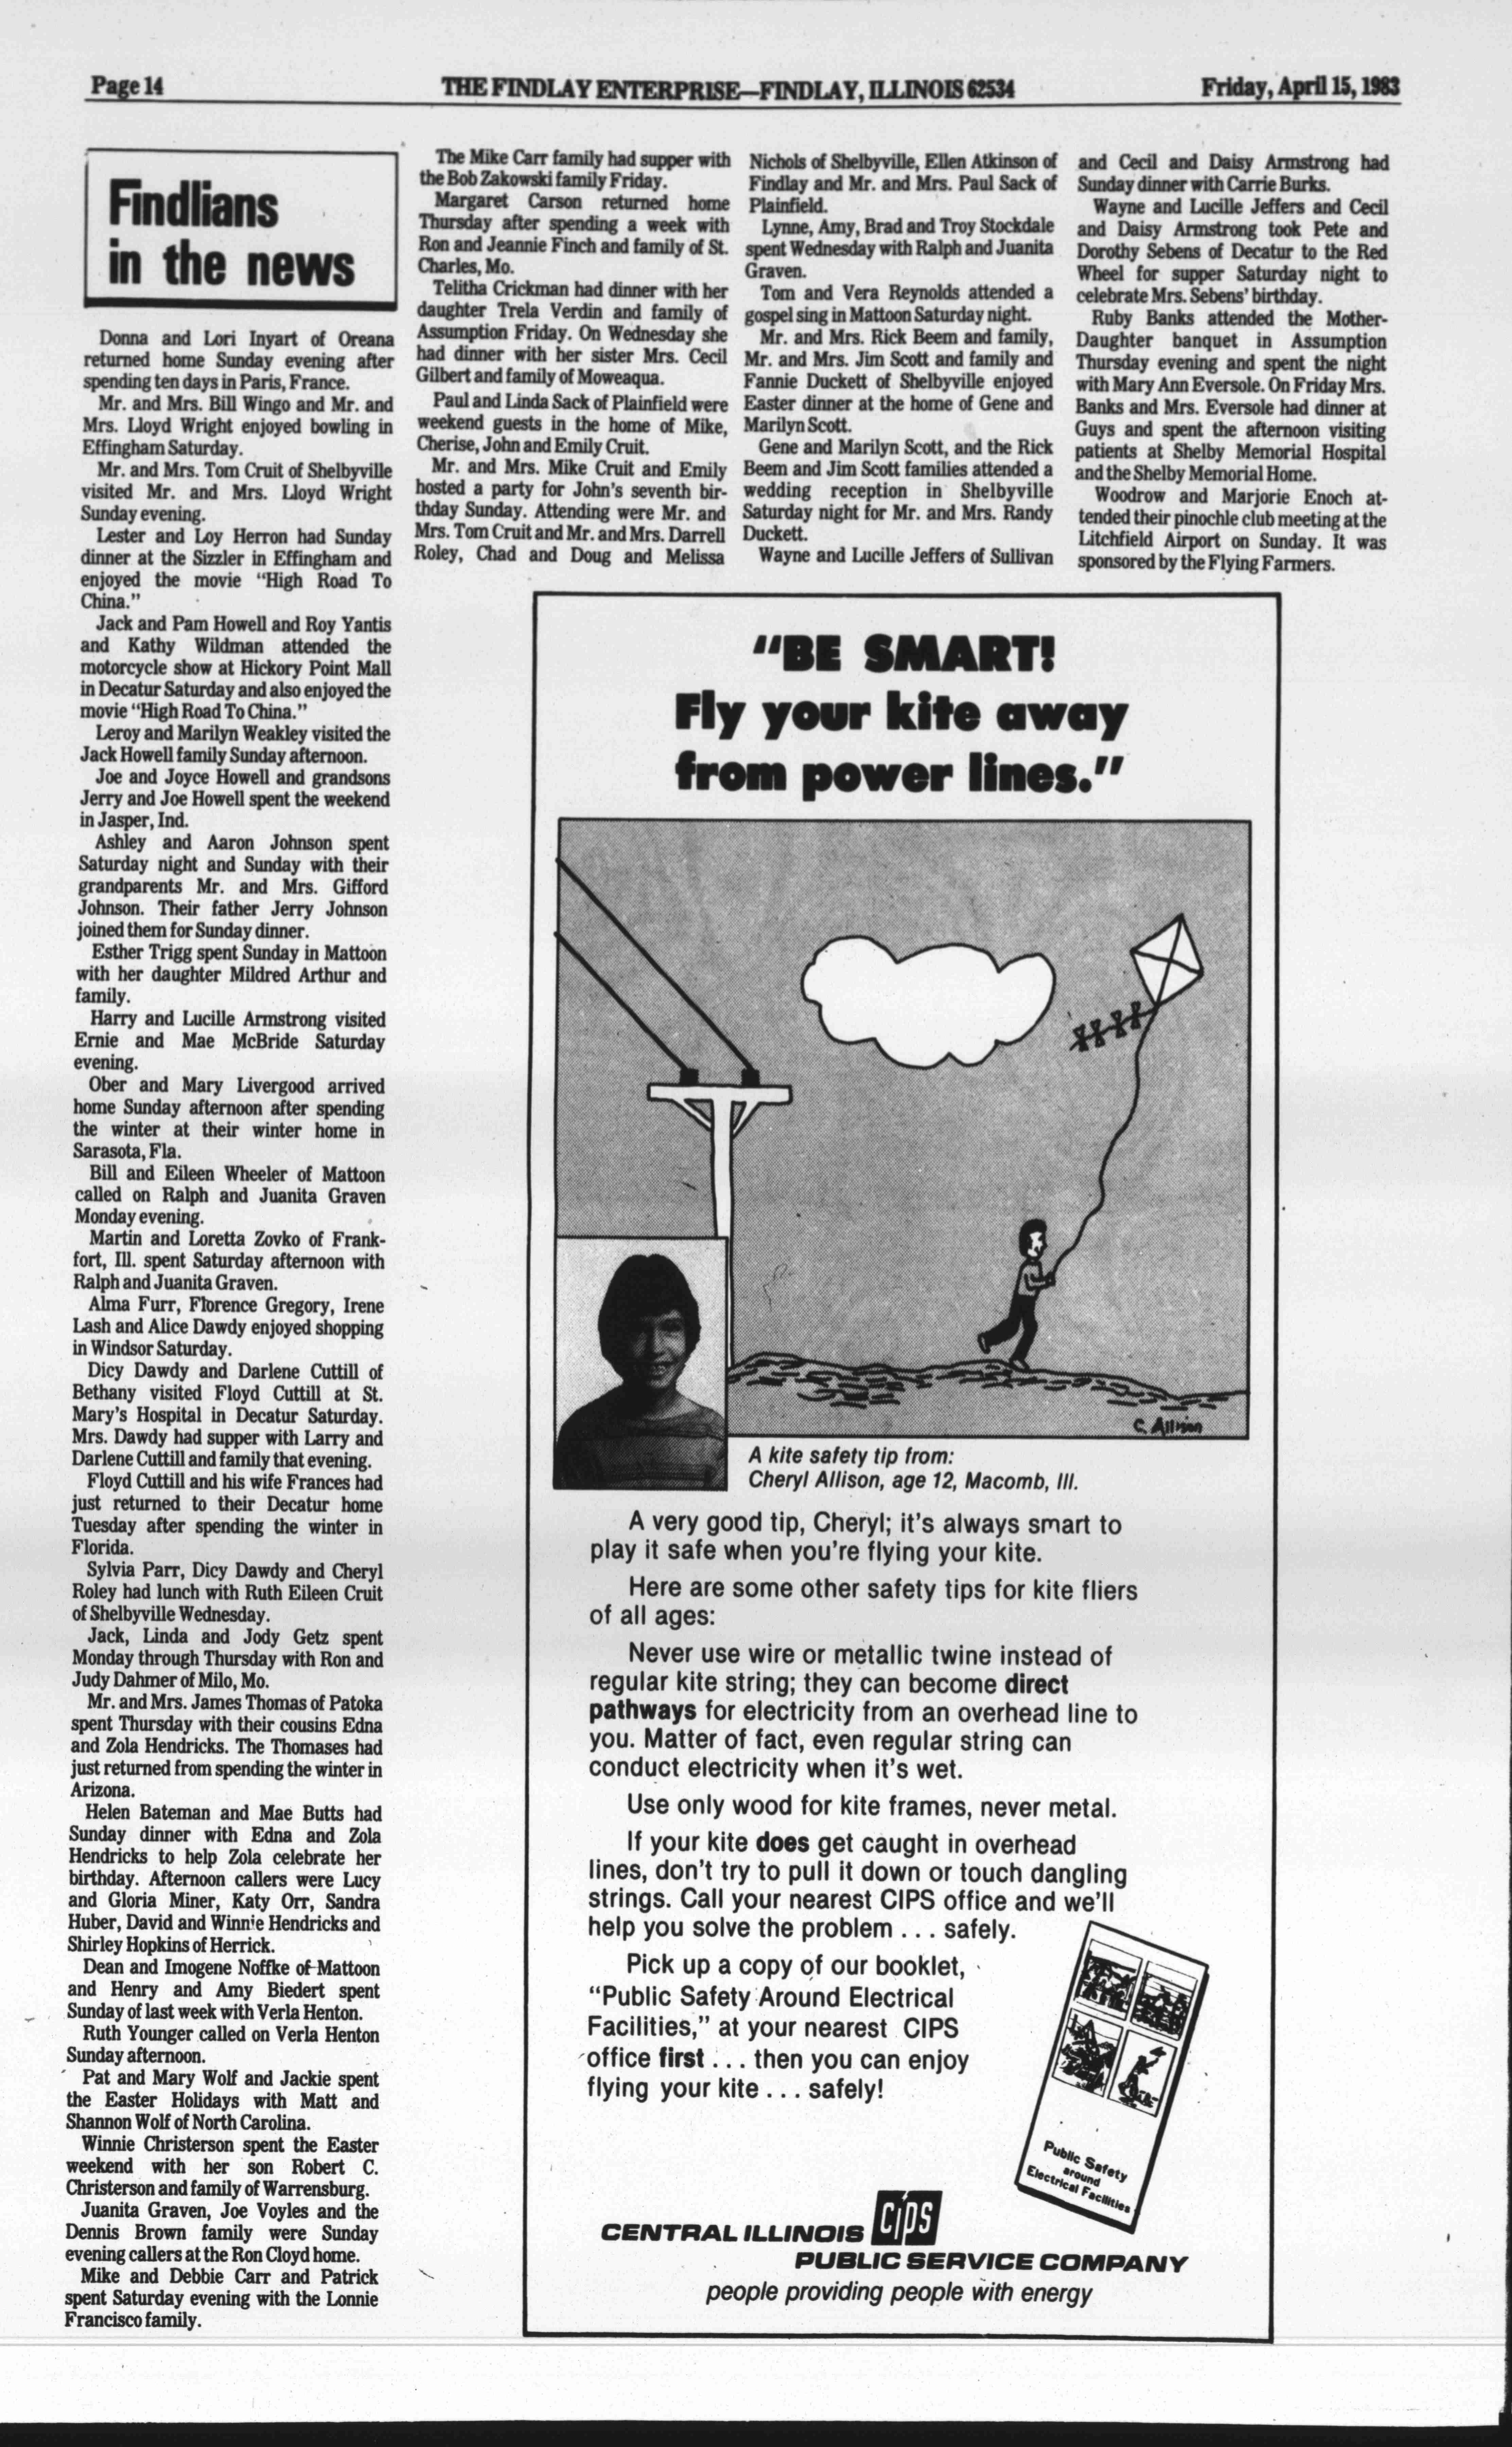 Page 14
THE FINDLAY ENTERPRISE—FINDLAY, ILLINOIS 62534
Friday, April 15, 1983
Findlians
in the news
Donna and Lori Inyart of Oreana
returned home Sunday evening after
spending ten days in Paris, France.
Mr. and Mrs. Bill Wingo and Mr. and
Mrs. Lloyd Wright enjoyed bowling in
Effingham Saturday.
Mr. and Mrs. Tom Cruit of Shelbyville
visited Mr. and Mrs. Lloyd Wright
Sunday evening.
Lester and Loy Herron had Sunday
dinner at the Sizzler in Effingham and
enjoyed the movie “High Road To
China.”
Jack and Pam Howell and Roy Yantis
and Kathy Wildman attended the
motorcycle show at Hickory Point Mall
in Decatur Saturday and also enjoyed the
movie “High Road To China.”
Leroy and Marilyn Weakley visited the
Jack Howell family Sunday afternoon.
Joe and Joyce Howell and grandsons
Jerry and Joe Howell spent the weekend
in Jasper, Ind.
Ashley and Aaron Johnson spent
Saturday night and Sunday with their
grandparents Mr. and Mrs. Gifford
Johnson. Their father Jerry Johnson
joined them for Sunday dinner.
Esther Trigg spent Sunday in Mattoon
with her daughter Mildred Arthur and
family.
Harry and Lucille Armstrong visited
Ernie and Mae McBride Saturday
evening.
Ober and Mary Livergood arrived
home Sunday afternoon after spending
the winter at their winter home in
Sarasota, Fla.
Bill and Eileen Wheeler of Mattoon
called on Ralph and Juanita Graven
Monday evening.
Martin and Loretta Zovko of Frank-
fort, Ill. spent Saturday afternoon with
Ralph and Juanita Graven.
Alma Furr, Florence Gregory, Irene
Lash and Alice Dawdy enjoyed shopping
in Windsor Saturday.
Dicy Dawdy and Darlene Cuttill of
Bethany visited Floyd Cuttill at St.
Mary's Hospital in Decatur Saturday.
Mrs. Dawdy had supper with Larry and
Darlene Cuttill and family that evening.
Floyd Cuttill and his wife Frances had
just returned to their Decatur home
Tuesday after spending the winter in
Florida.
Sylvia Parr, Dicy Dawdy and Cheryl
Roley had lunch with Ruth Eileen Cruit
of Shelbyville Wednesday.
Jack, Linda and Jody Getz spent
Monday through Thursday with Ron and
Judy Dahmer of Milo, Mo.
Mr. and Mrs. James Thomas of Patoka
spent Thursday with their cousins Edna
and Zola Hendricks. The Thomases had
just returned from spending the winter in
Arizona.
Helen Bateman and Mae Butts had
Sunday dinner with Edna and Zola
Hendricks to help Zola celebrate her
birthday. Afternoon callers were Lucy
and Gloria Miner, Katy Orr, Sandra
Huber, David and Winnie Hendricks and
Shirley Hopkins of Herrick.
Dean and Imogene Noffke of Mattoon
and Henry and Amy Biedert spent
Sunday of last week with Verla Henton.
Ruth Younger called on Verla Henton
Sunday afternoon.
Pat and Mary Wolf and Jackie spent
the Easter Holidays with Matt and
Shannon Wolf of North Carolina.
Winnie Christerson spent the Easter
weekend with her son Robert C.
Christerson and family of Warrensburg.
Juanita Graven, Joe Voyles and the
Dennis Brown family were Sunday
evening callers at the Ron Cloyd home.
Mike and Debbie Carr and Patrick
spent Saturday evening with the Lonnie
Francisco family.
The Mike Carr family had supper with
the Bob Zakowski family Friday.
Margaret Carson returned home
Thursday after spending a week with
Ron and Jeannie Finch and family of St.
Charles, Mo.
Telitha Crickman had dinner with her
daughter Trela Verdin and family of
Assumption Friday. On Wednesday she
had dinner with her sister Mrs. Cecil
Gilbert and family of Moweaqua.
Paul and Linda Sack of Plainfield were
weekend guests in the home of Mike,
Cherise, John and Emily Cruit.
Mr. and Mrs. Mike Cruit and Emily
hosted a party for John's seventh bir-
thday Sunday. Attending were Mr. and
Mrs. Tom Cruit and Mr. and Mrs. Darrell
Roley, Chad and Doug and Melissa
Nichols of Shelbyville, Ellen Atkinson of
Findlay and Mr. and Mrs. Paul Sack of
Plainfield.
Lynne, Amy, Brad and Troy Stockdale
spent Wednesday with Ralph and Juanita
Graven.
Tom and Vera Reynolds attended a
gospel sing in Mattoon Saturday night.
Mr. and Mrs. Rick Beem and family,
Mr. and Mrs. Jim Scott and family and
Fannie Duckett of Shelbyville enjoyed
Easter dinner at the home of Gene and
Marilyn Scott.
Gene and Marilyn Scott, and the Rick
Beem and Jim Scott families attended a
wedding reception in Shelbyville
Saturday night for Mr. and Mrs. Randy
Duckett.
Wayne and Lucille Jeffers of Sullivan
and Cecil and Daisy Armstrong had
Sunday dinner with Carrie Burks.
Wayne and Lucille Jeffers and Cecil
and Daisy Armstrong took Pete and
Dorothy Sebens of Decatur to the Red
Wheel for supper Saturday night to
celebrate Mrs. Sebens' birthday.
Ruby Banks attended the Mother-
Daughter banquet in Assumption
Thursday evening and spent the night
with Mary Ann Eversole. On Friday Mrs.
Banks and Mrs. Eversole had dinner at
Guys and spent the afternoon visiting
patients at Shelby Memorial Hospital
and the Shelby Memorial Home.
Woodrow and Marjorie Enoch at-
tended their pinochle club meeting at the
Litchfield Airport on Sunday. It was
sponsored by the Flying Farmers.
“BE SMART!
Fly your kite away
from power lines.”
C. Allison
A kite safety tip from:
Cheryl Allison, age 12, Macomb, Ill.
A very good tip, Cheryl; it's always smart to
play it safe when you're flying your kite.
Here are some other safety tips for kite fliers
of all ages:
Never use wire or metallic twine instead of
regular kite string; they can become direct
pathways for electricity from an overhead line to
you. Matter of fact, even regular string can
conduct electricity when it's wet.
Use only wood for kite frames, never metal.
If your kite does get caught in overhead
lines, don't try to pull it down or touch dangling
strings. Call your nearest CIPS office and we'll
help you solve the problem . . . safely.
Pick up a copy of our booklet,
“Public Safety Around Electrical
Facilities,” at your nearest CIPS
office first . . . then you can enjoy
flying your kite . . . safely!
Public Safety
around
Electrical Facilities
CENTRAL ILLINOIS CIPS
PUBLIC SERVICE COMPANY
people providing people with energy